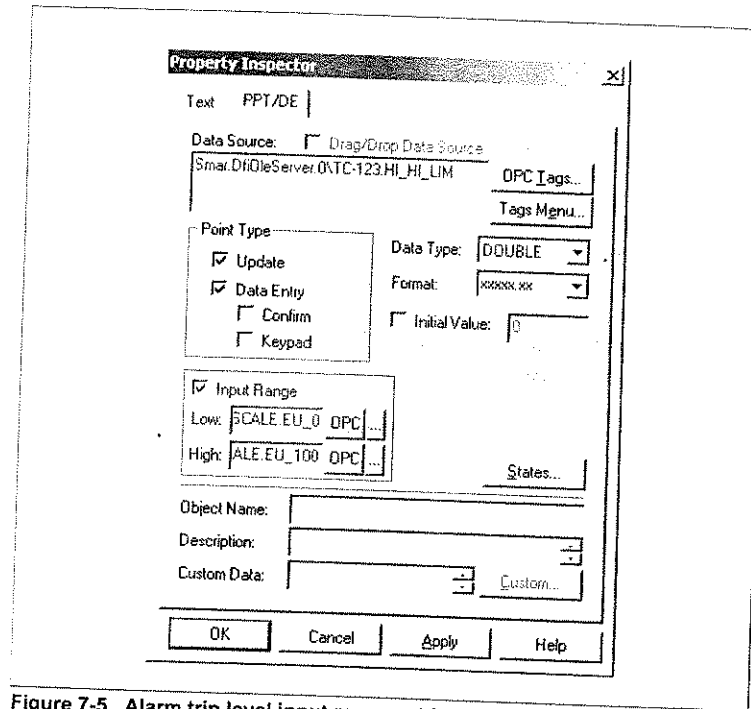 Property Inspector
Text PPT/DE
Data Source: Drag/Drop Data Source
Smar.DfiOleServer.0\TC-123.HI_HI_LIM
OPC Tags...
Tags Menu...
Point Type
Update
Data Entry
Confirm
Keypad
Data Type: DOUBLE
Format: xxxxx.xx
Initial Value: 0
Input Range
Low: SCALE.EU_0 OPC ...
High: ALE.EU_100 OPC ...
States...
Object Name:
Description:
Custom Data: Custom...
OK Cancel Apply Help
Figure 7-5 Alarm trip level input